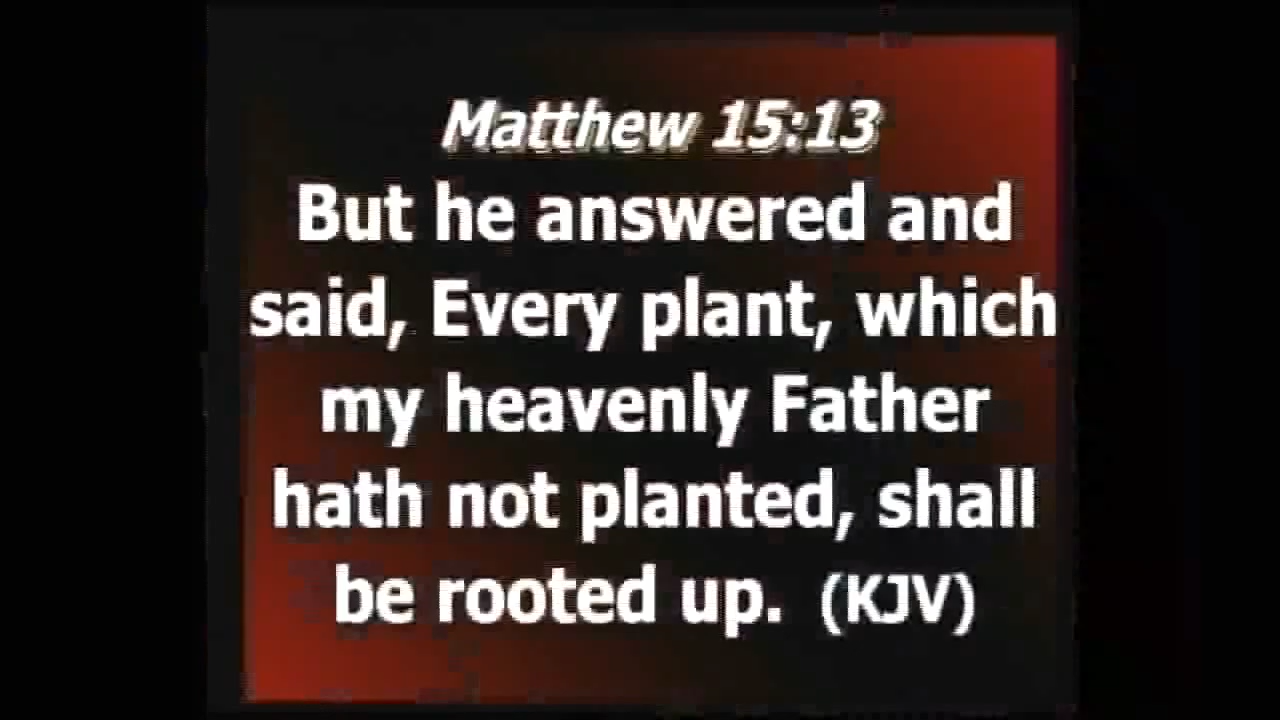 Matthew 15:13
But he answered and
said, Every plant, which
my heavenly Father
hath not planted, shall
be rooted up. (KJV)